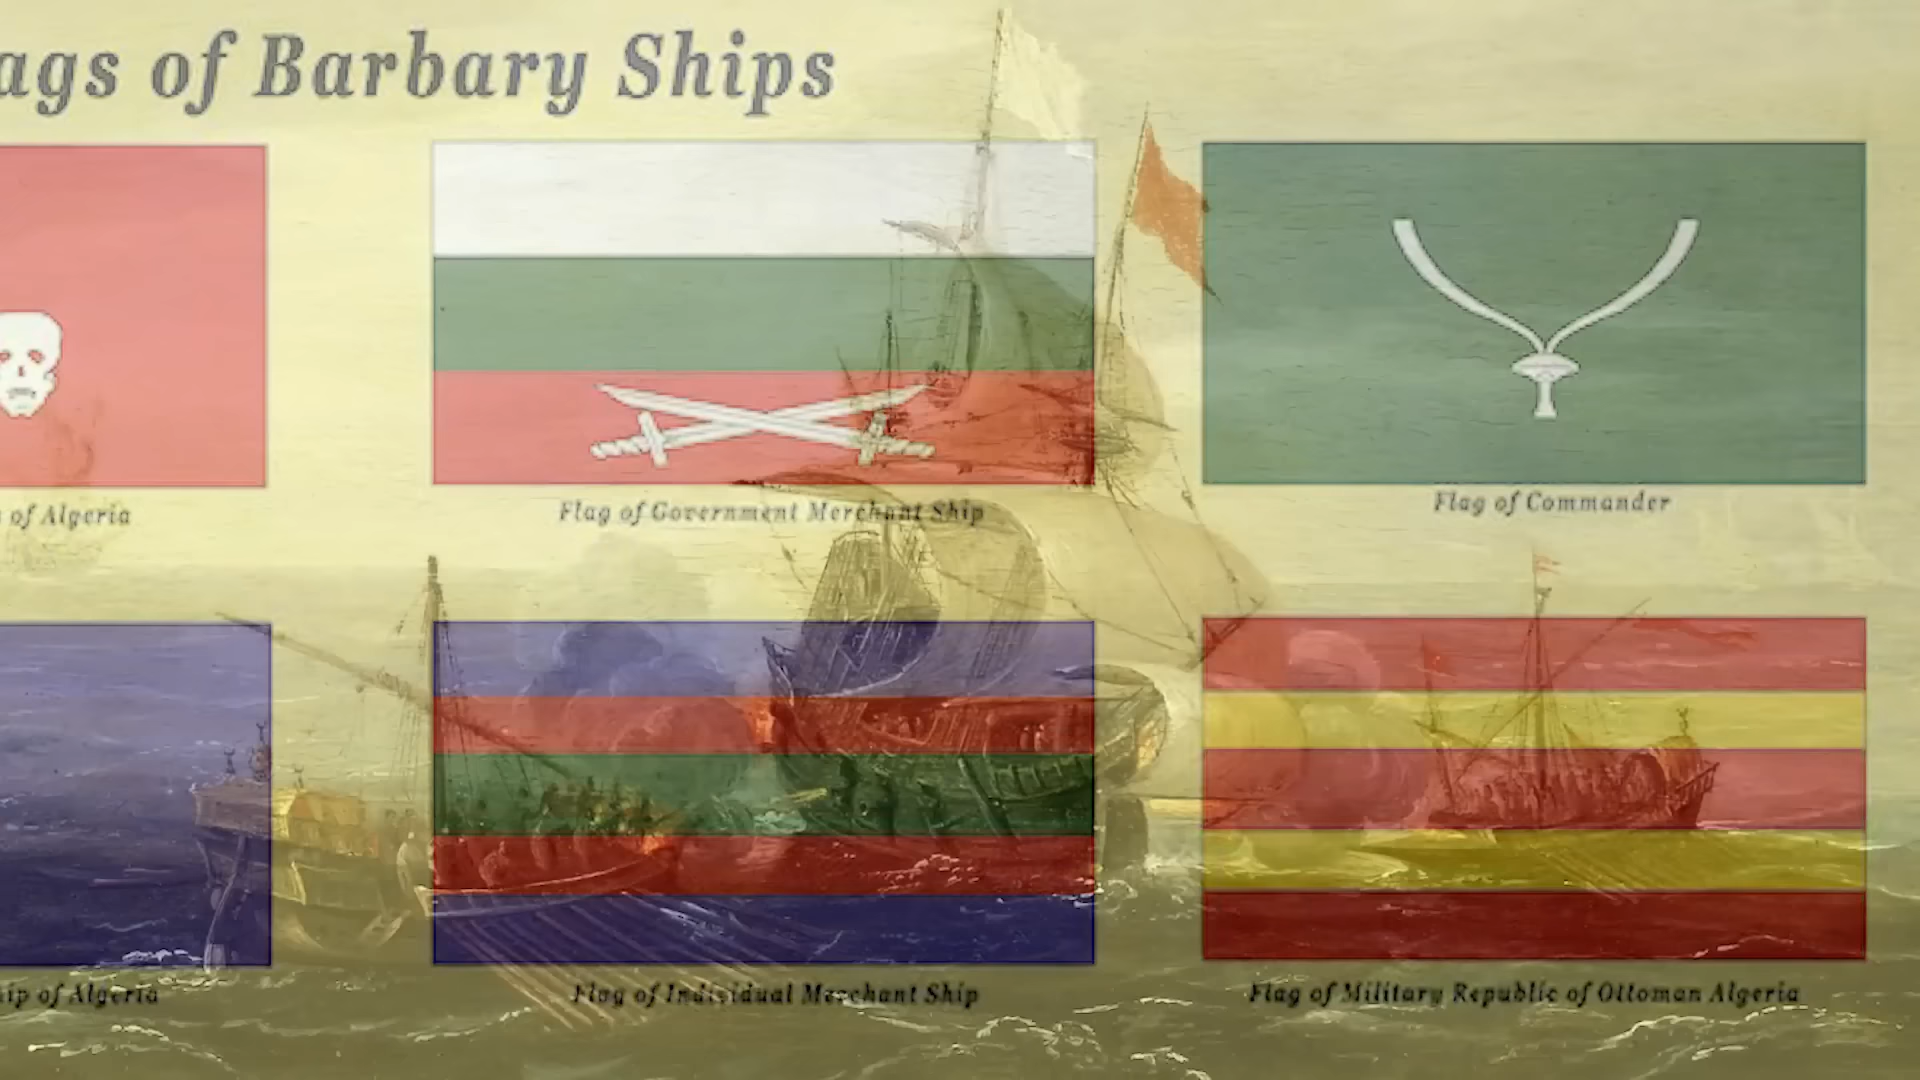 ags of Barbary Ships
of Algeria
Flag of Government Merchant Ship
Flag of Commander
ip of Algeria
Flag of Individual Merchant Ship
Flag of Military Republic of Ottoman Algeria